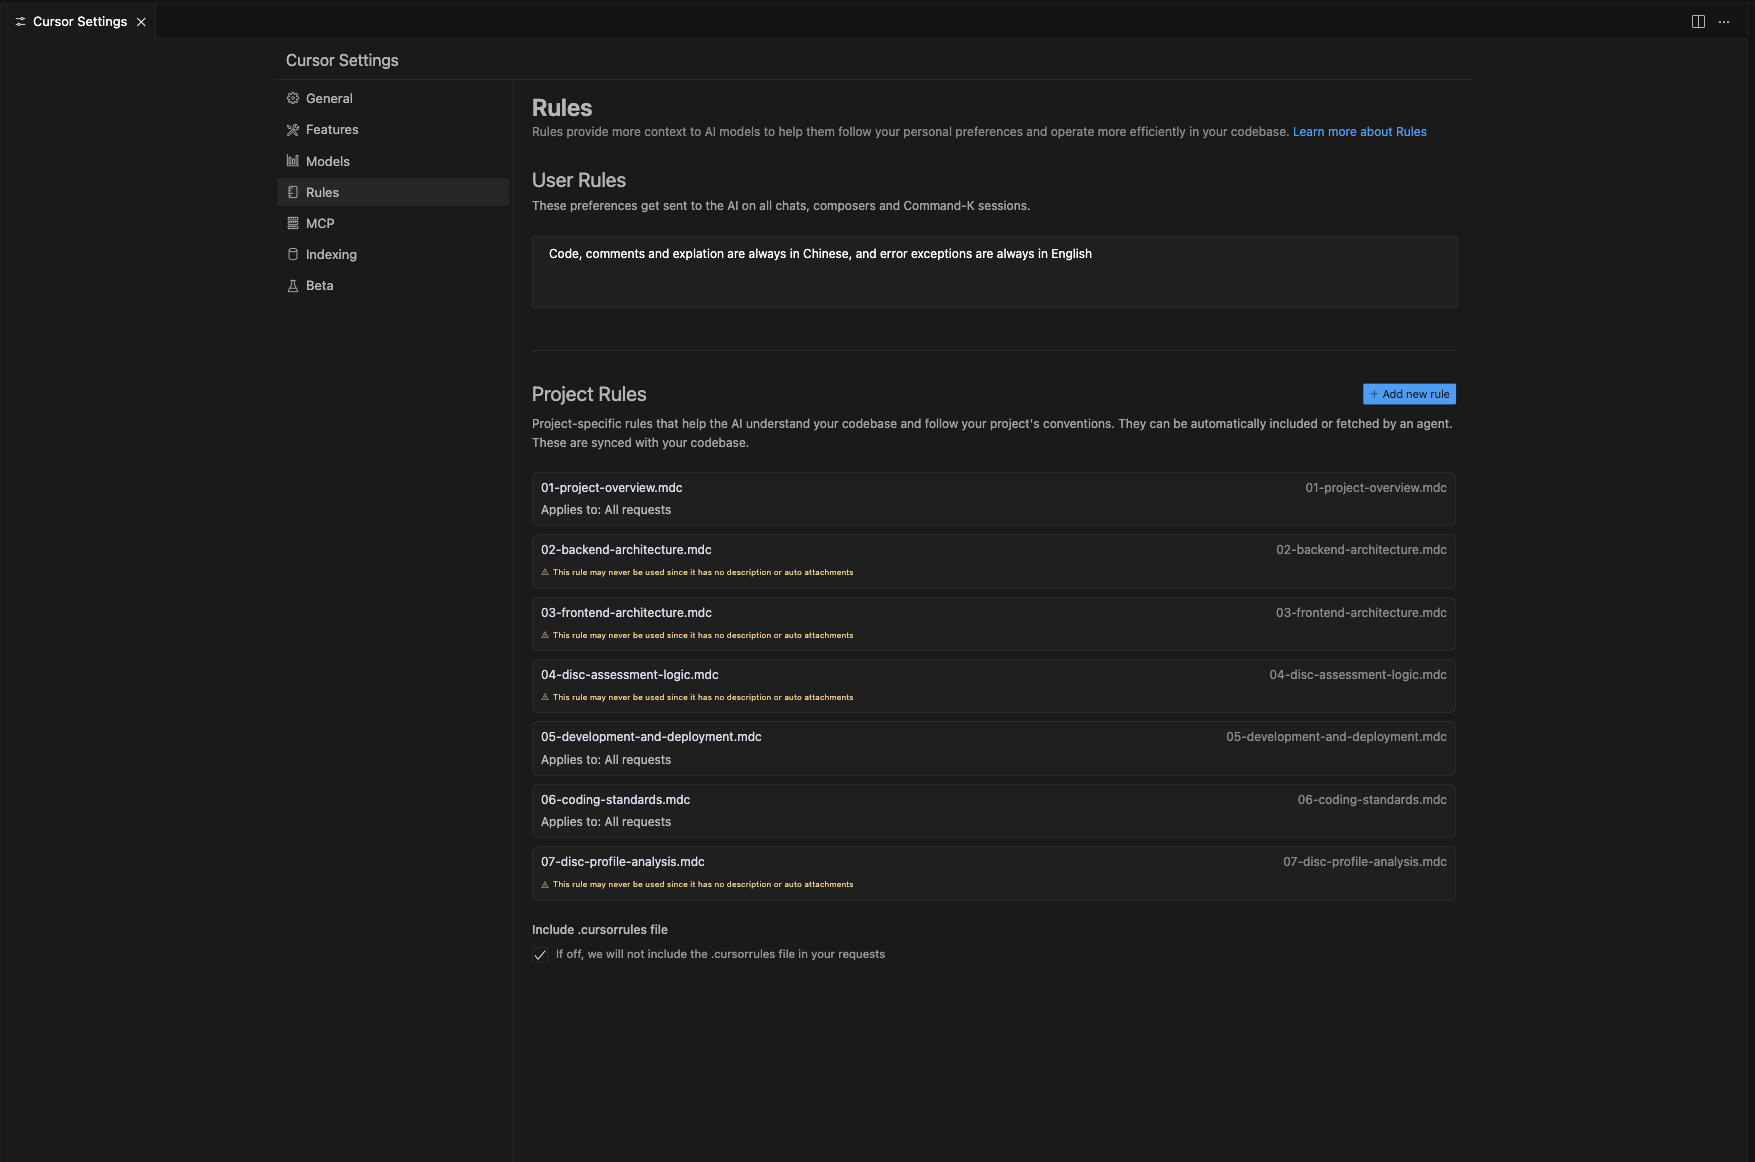 Cursor Settings
Cursor Settings
General
Features
Models
Rules
MCP
Indexing
Beta
Rules
Rules provide more context to AI models to help them follow your personal preferences and operate more efficiently in your codebase. Learn more about Rules
User Rules
These preferences get sent to the AI on all chats, composers and Command-K sessions.
Code, comments and explation are always in Chinese, and error exceptions are always in English
Project Rules
+ Add new rule
Project-specific rules that help the AI understand your codebase and follow your project's conventions. They can be automatically included or fetched by an agent.
These are synced with your codebase.
01-project-overview.mdc 01-project-overview.mdc
Applies to: All requests
02-backend-architecture.mdc 02-backend-architecture.mdc
This rule may never be used since it has no description or auto attachments
03-frontend-architecture.mdc 03-frontend-architecture.mdc
This rule may never be used since it has no description or auto attachments
04-disc-assessment-logic.mdc 04-disc-assessment-logic.mdc
This rule may never be used since it has no description or auto attachments
05-development-and-deployment.mdc 05-development-and-deployment.mdc
Applies to: All requests
06-coding-standards.mdc 06-coding-standards.mdc
Applies to: All requests
07-disc-profile-analysis.mdc 07-disc-profile-analysis.mdc
This rule may never be used since it has no description or auto attachments
Include .cursorrules file
If off, we will not include the .cursorrules file in your requests